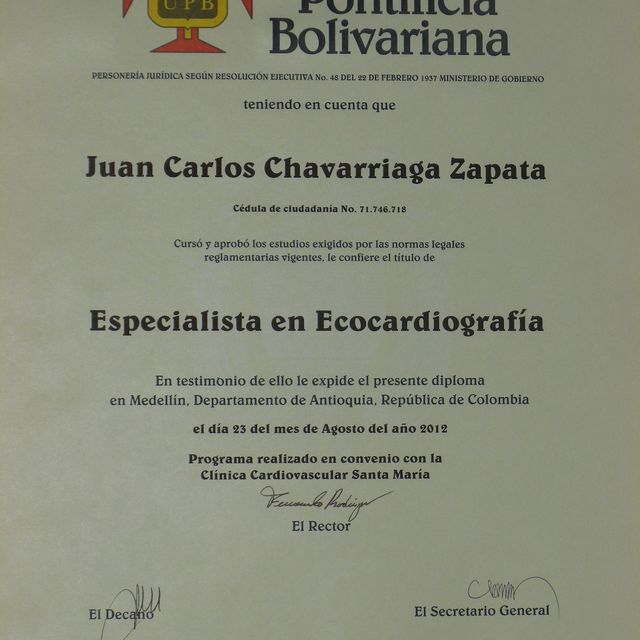 UPB
Pontificia
Bolivariana
PERSONERÍA JURÍDICA SEGÚN RESOLUCIÓN EJECUTIVA No. 48 DEL 22 DE FEBRERO 1937 MINISTERIO DE GOBIERNO
teniendo en cuenta que
Juan Carlos Chavarriaga Zapata
Cédula de ciudadanía No. 71.746.718
Cursó y aprobó los estudios exigidos por las normas legales
reglamentarias vigentes, le confiere el título de
Especialista en Ecocardiografía
En testimonio de ello le expide el presente diploma
en Medellín, Departamento de Antioquia, República de Colombia
el día 23 del mes de Agosto del año 2012
Programa realizado en convenio con la
Clínica Cardiovascular Santa María
El Rector
El Decano
El Secretario General